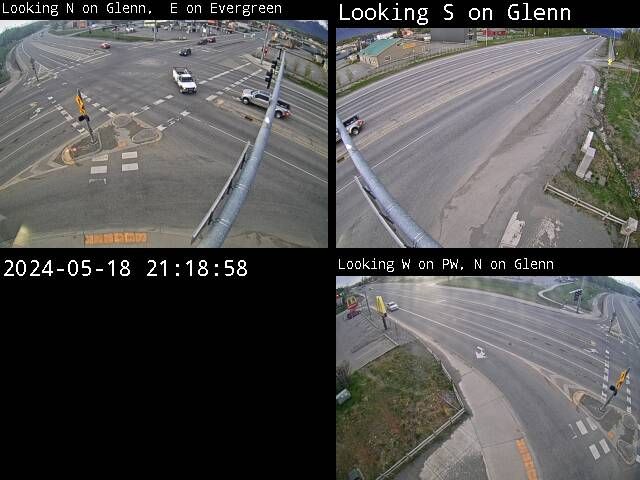 Looking N on Glenn,  E on Evergreen
Looking S on Glenn
2024-05-18 21:18:58
Looking W on PW, N on Glenn